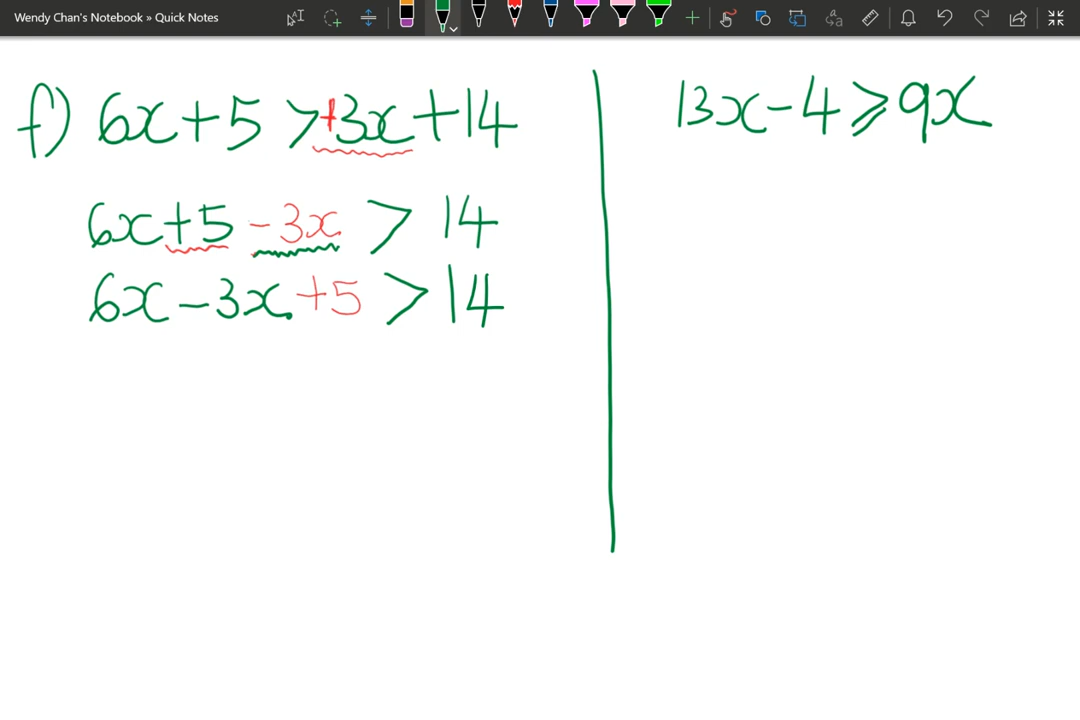 Wendy Chan's Notebook » Quick Notes
f) 6x+5 >+3x+14
6x+5 -3x > 14
6x-3x+5 >14
13x-4⩾9x